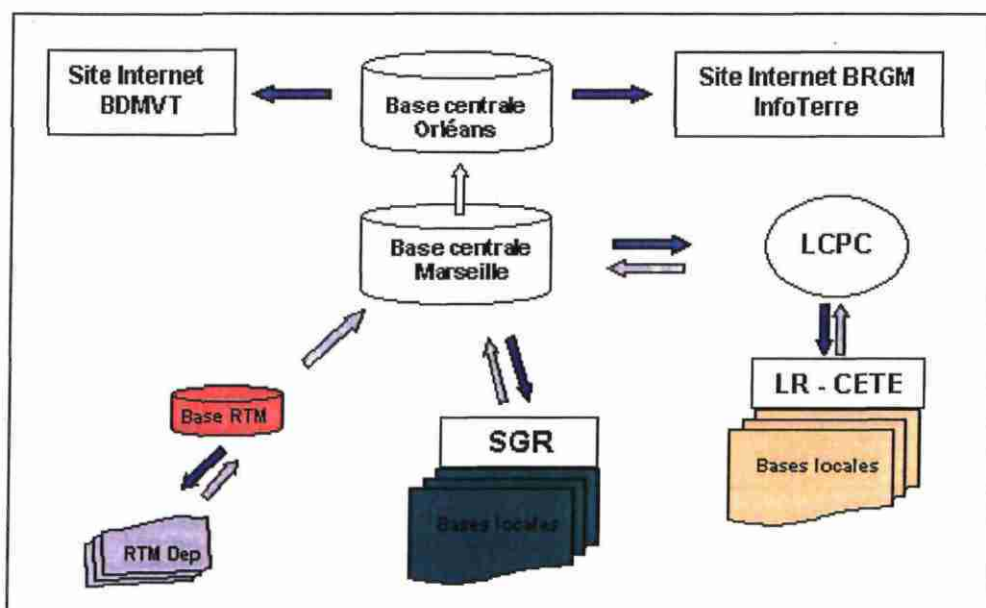 Site Internet
BDMVT
Base centrale
Orléans
Site Internet BRGM
InfoTerre
Base centrale
Marseille
LCPC
LR - CETE
Bases locales
Base RTM
SGR
Bases locales
RTM Dep